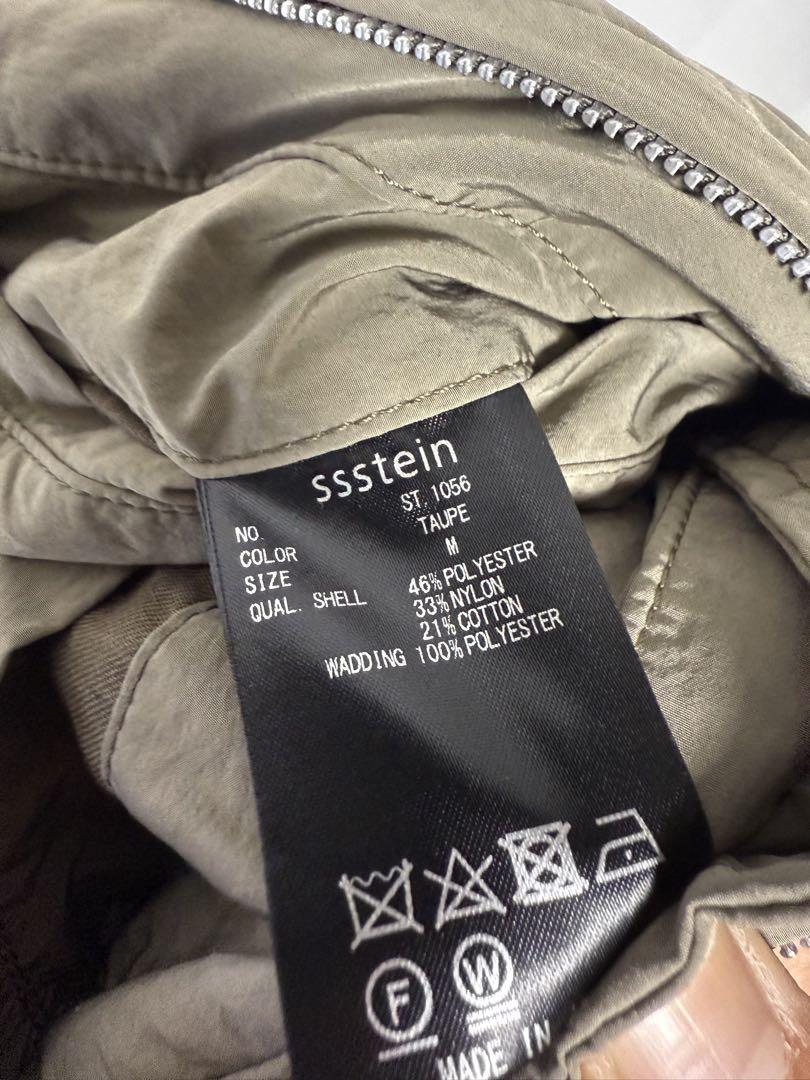 ssstein
NO. ST. 1056
COLOR TAUPE
SIZE M
QUAL. SHELL 46% POLYESTER
33% NYLON
21% COTTON
WADDING 100% POLYESTER
F W
MADE IN